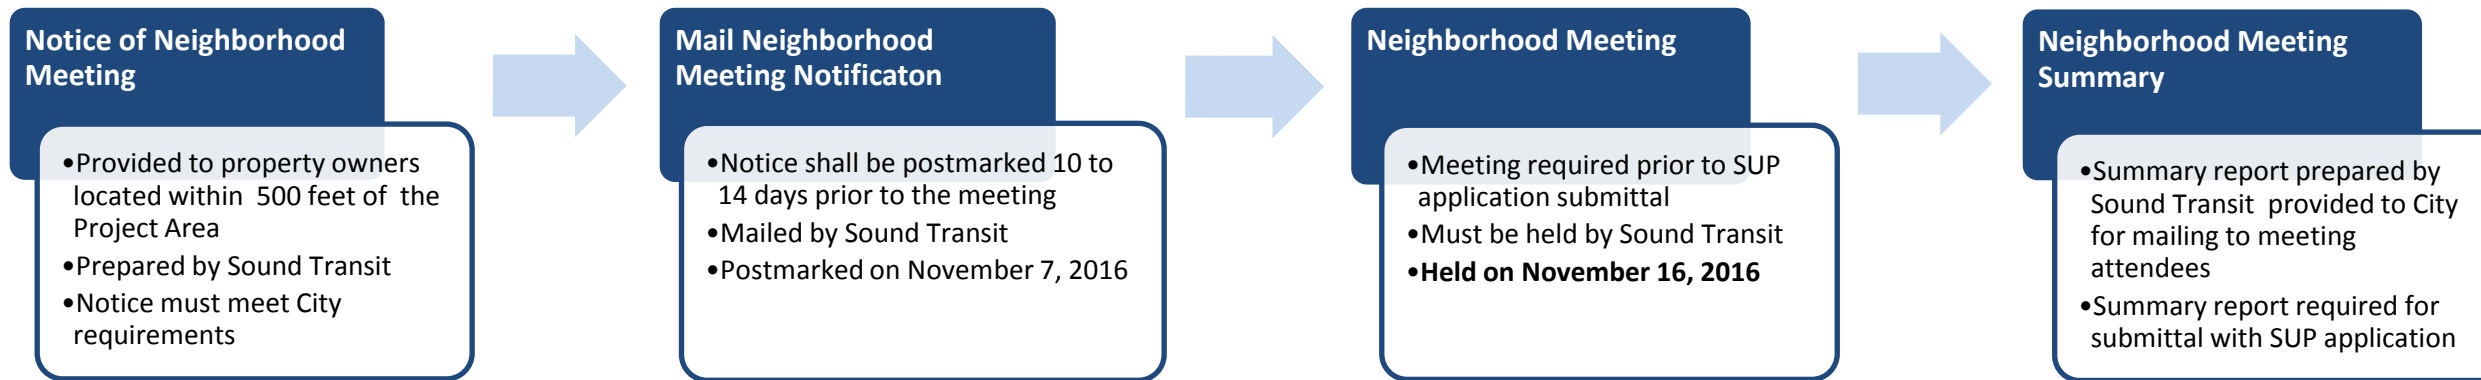 Notice of Neighborhood
Meeting
•Provided to property owners
located within 500 feet of the
Project Area
•Prepared by Sound Transit
•Notice must meet City
requirements
Mail Neighborhood
Meeting Notificaton
•Notice shall be postmarked 10 to
14 days prior to the meeting
•Mailed by Sound Transit
•Postmarked on November 7, 2016
Neighborhood Meeting
•Meeting required prior to SUP
application submittal
•Must be held by Sound Transit
•Held on November 16, 2016
Neighborhood Meeting
Summary
•Summary report prepared by
Sound Transit provided to City
for mailing to meeting
attendees
•Summary report required for
submittal with SUP application